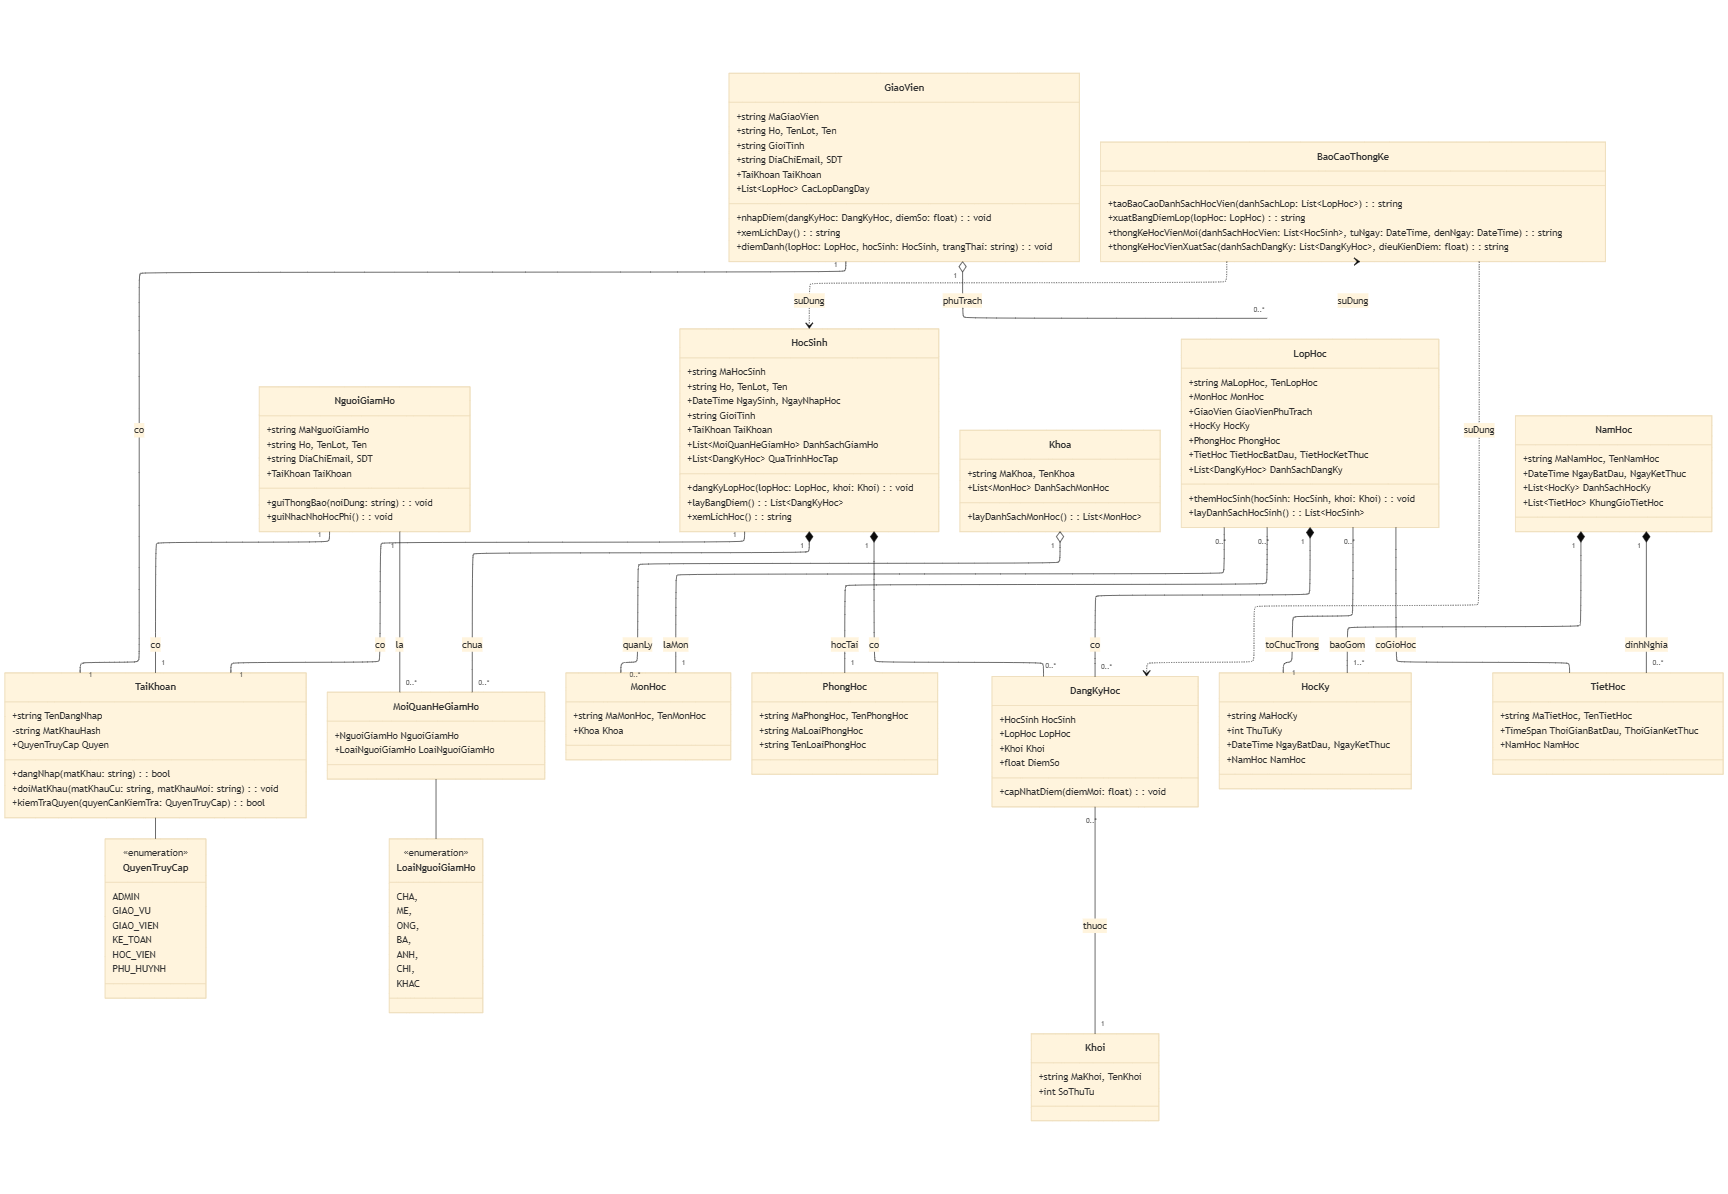 GiaoVien
+string MaGiaoVien
+string Ho, TenLot, Ten
+string GioiTinh
+string DiaChiEmail, SDT
+TaiKhoan TaiKhoan
+List<LopHoc> CacLopDangDay
+nhapDiem(dangKyHoc: DangKyHoc, diemSo: float) : : void
+xemLichDay() : : string
+diemDanh(lopHoc: LopHoc, hocSinh: HocSinh, trangThai: string) : : void
BaoCaoThongKe
+taoBaoCaoDanhSachHocVien(danhSachLop: List<LopHoc>) : : string
+xuatBangDiemLop(lopHoc: LopHoc) : : string
+thongKeHocVienMoi(danhSachHocVien: List<HocSinh>, tuNgay: DateTime, denNgay: DateTime) : : string
+thongKeHocVienXuatSac(danhSachDangKy: List<DangKyHoc>, dieuKienDiem: float) : : string
1
1
suDung
phuTrach
suDung
0..*
co
suDung
NguoiGiamHo
+string MaNguoiGiamHo
+string Ho, TenLot, Ten
+string DiaChiEmail, SDT
+TaiKhoan TaiKhoan
+guiThongBao(noiDung: string) : : void
+guiNhacNhoHocPhi() : : void
HocSinh
+string MaHocSinh
+string Ho, TenLot, Ten
+DateTime NgaySinh, NgayNhapHoc
+string GioiTinh
+TaiKhoan TaiKhoan
+List<MoiQuanHeGiamHo> DanhSachGiamHo
+List<DangKyHoc> QuaTrinhHocTap
+dangKyLopHoc(lopHoc: LopHoc, khoi: Khoi) : : void
+layBangDiem() : : List<DangKyHoc>
+xemLichHoc() : : string
Khoa
+string MaKhoa, TenKhoa
+List<MonHoc> DanhSachMonHoc
+layDanhSachMonHoc() : : List<MonHoc>
LopHoc
+string MaLopHoc, TenLopHoc
+MonHoc MonHoc
+GiaoVien GiaoVienPhuTrach
+HocKy HocKy
+PhongHoc PhongHoc
+TietHoc TietHocBatDau, TietHocKetThuc
+List<DangKyHoc> DanhSachDangKy
+themHocSinh(hocSinh: HocSinh, khoi: Khoi) : : void
+layDanhSachHocSinh() : : List<HocSinh>
NamHoc
+string MaNamHoc, TenNamHoc
+DateTime NgayBatDau, NgayKetThuc
+List<HocKy> DanhSachHocKy
+List<TietHoc> KhungGioTietHoc
1
1
1
1
1
1
0..*
0..*
1
0..*
1
1
co
co
la
chua
quanLy
laMon
hocTai
co
co
toChucTrong
baoGom
coGioHoc
dinhNghia
1
1
1
0..*
0..*
0..*
1
1
0..*
0..*
1
1..*
0..*
TaiKhoan
+string TenDangNhap
-string MatKhauHash
+QuyenTruyCap Quyen
+dangNhap(matKhau: string) : : bool
+doiMatKhau(matKhauCu: string, matKhauMoi: string) : : void
+kiemTraQuyen(quyenCanKiemTra: QuyenTruyCap) : : bool
MoiQuanHeGiamHo
+NguoiGiamHo NguoiGiamHo
+LoaiNguoiGiamHo LoaiNguoiGiamHo
MonHoc
+string MaMonHoc, TenMonHoc
+Khoa Khoa
PhongHoc
+string MaPhongHoc, TenPhongHoc
+string MaLoaiPhongHoc
+string TenLoaiPhongHoc
DangKyHoc
+HocSinh HocSinh
+LopHoc LopHoc
+Khoi Khoi
+float DiemSo
+capNhatDiem(diemMoi: float) : : void
HocKy
+string MaHocKy
+int ThuTuKy
+DateTime NgayBatDau, NgayKetThuc
+NamHoc NamHoc
TietHoc
+string MaTietHoc, TenTietHoc
+TimeSpan ThoiGianBatDau, ThoiGianKetThuc
+NamHoc NamHoc
«enumeration»
QuyenTruyCap
ADMIN
GIAO_VU
GIAO_VIEN
KE_TOAN
HOC_VIEN
PHU_HUYNH
«enumeration»
LoaiNguoiGiamHo
CHA,
ME,
ONG,
BA,
ANH,
CHI,
KHAC
0..*
thuoc
1
Khoi
+string MaKhoi, TenKhoi
+int SoThuTu